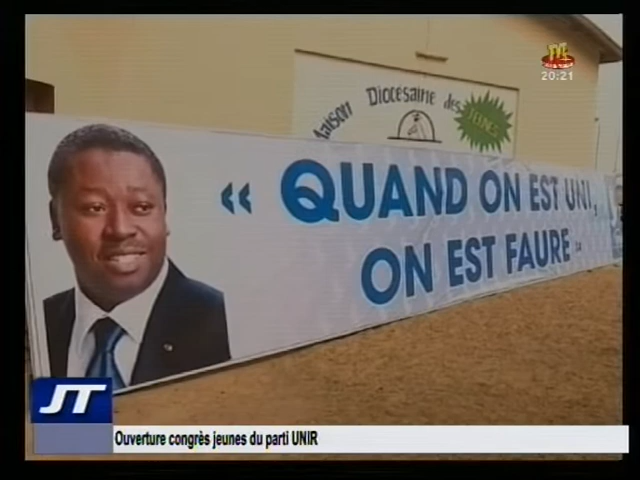 20:21
Maison Diocésaine des
JEUNES
« QUAND ON EST UNI,
ON EST FAURE »
JT
Ouverture congrès jeunes du parti UNIR